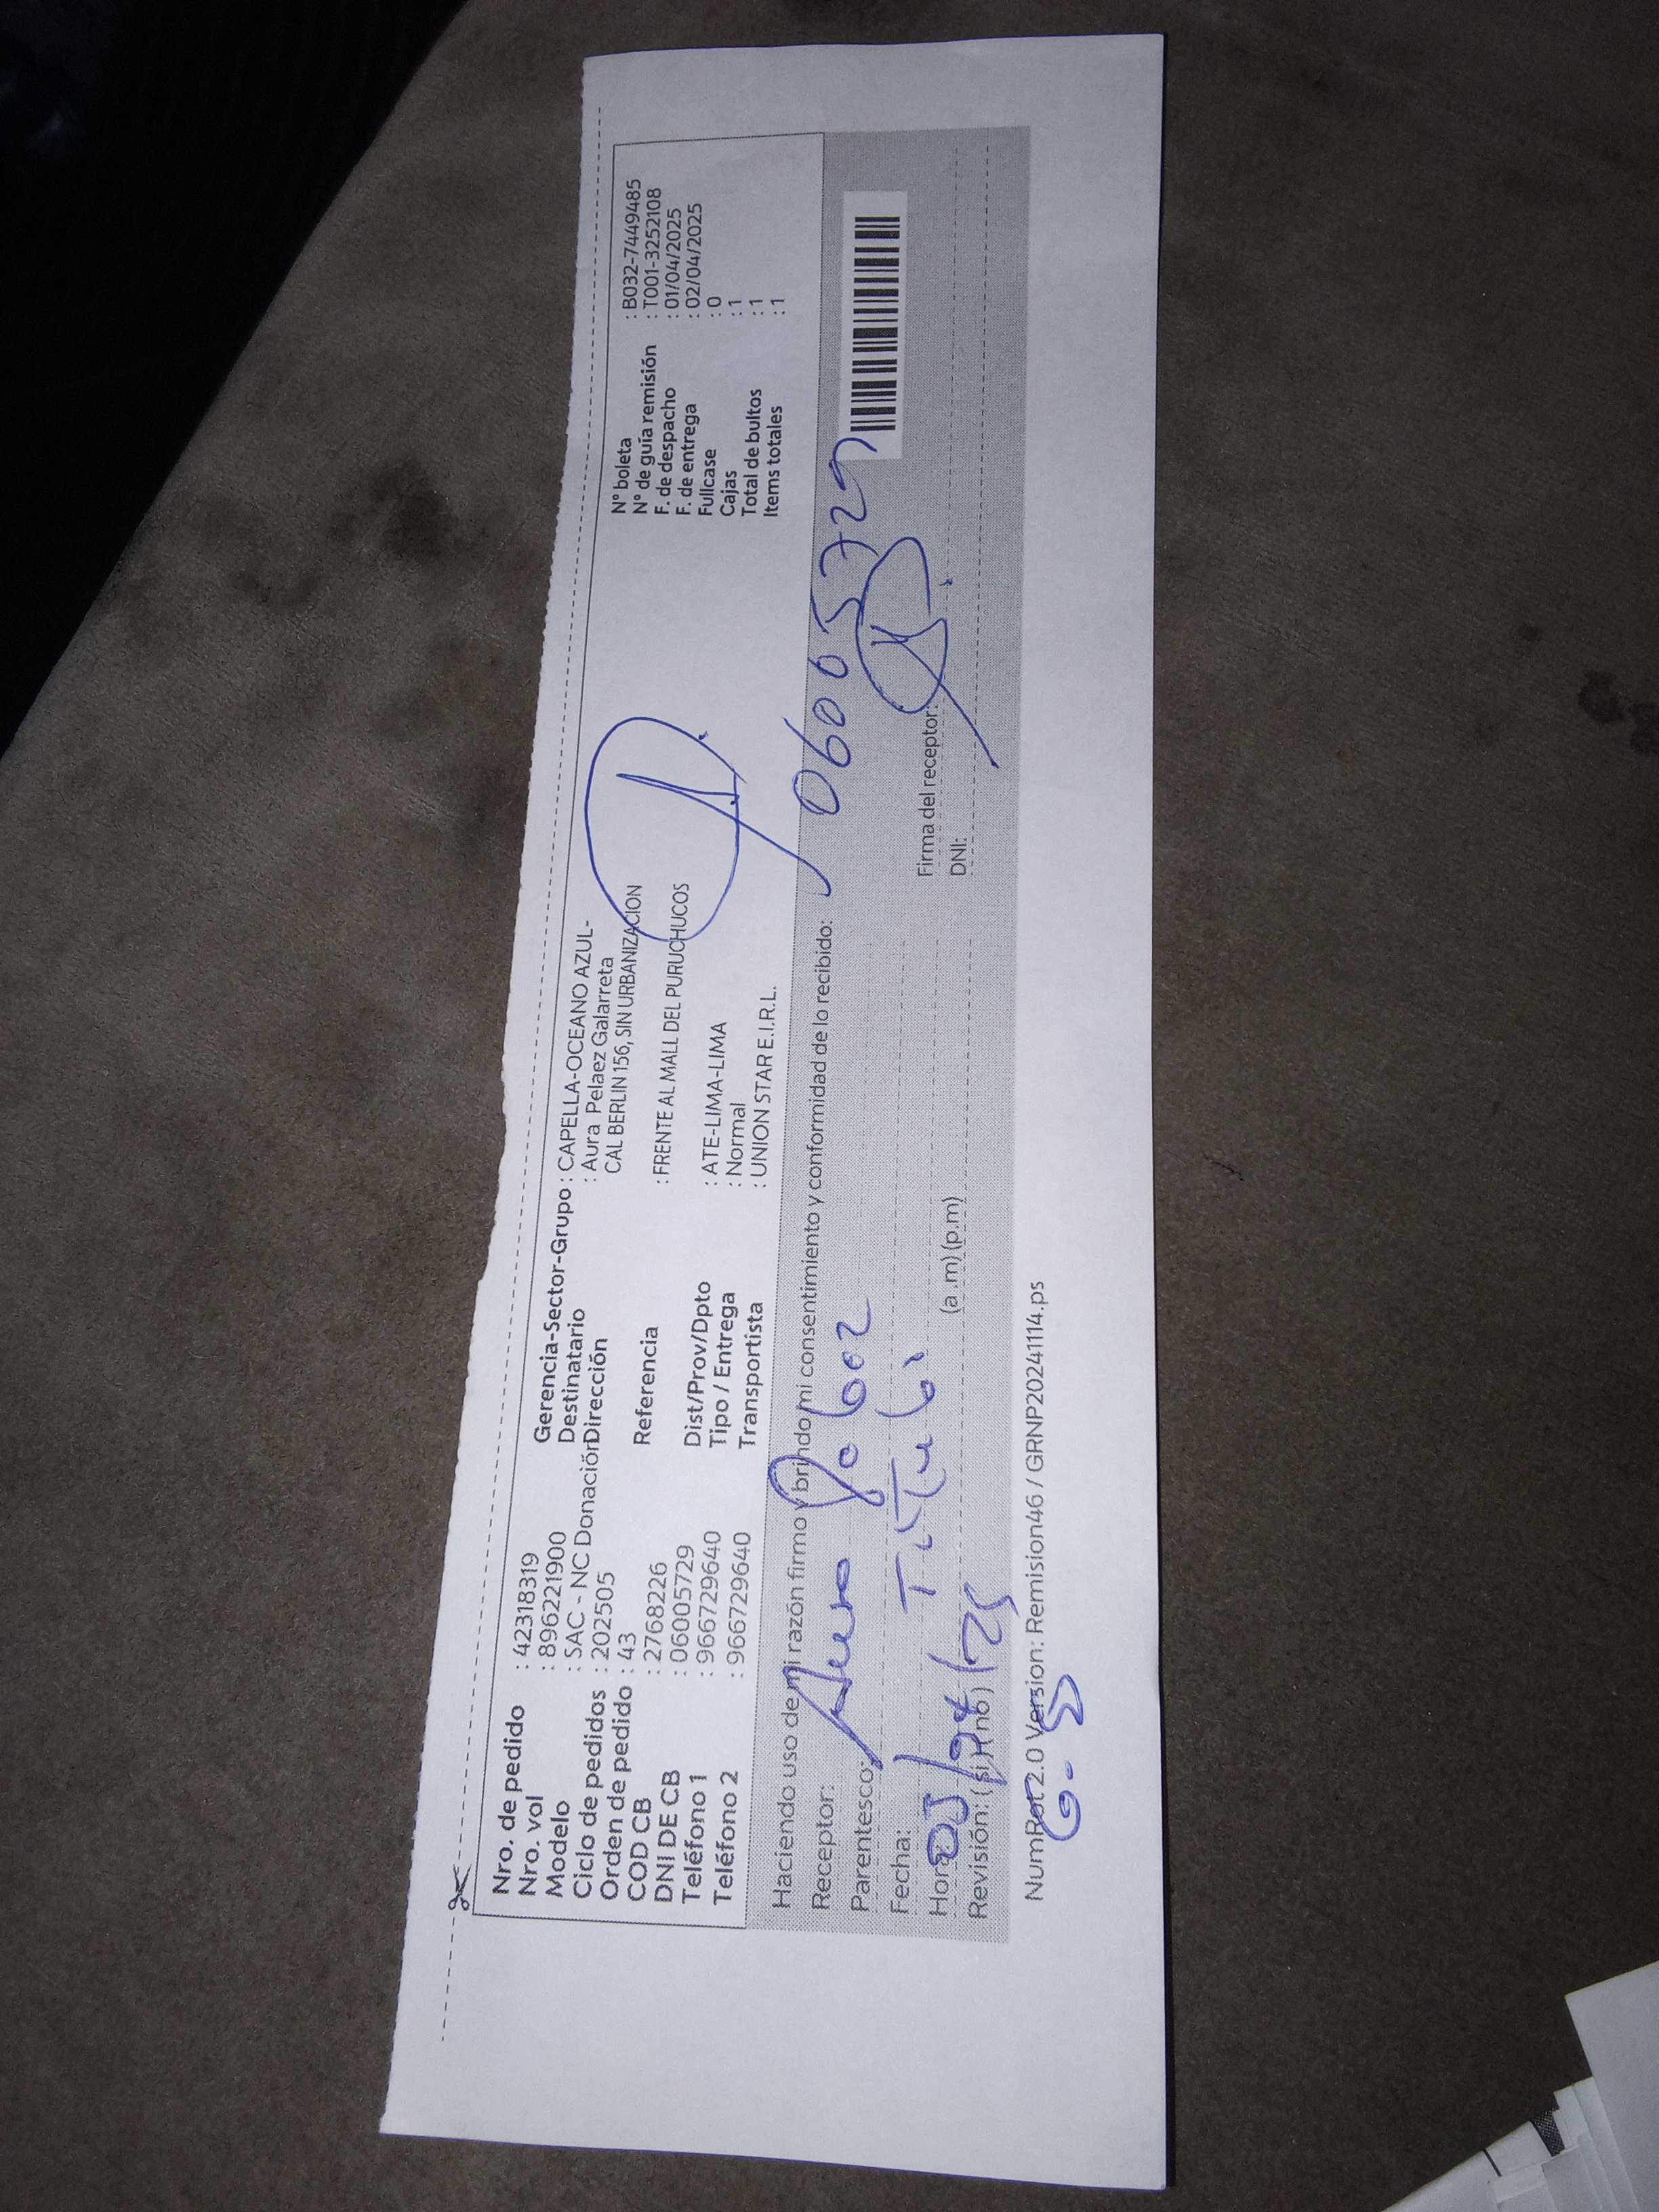 Nro. de pedido : 42318319
Nro. vol : 896221900
Modelo : SAC - NC Donación
Ciclo de pedidos : 202505
Orden de pedido : 43
COD CB : 2768226
DNI DE CB : 06005729
Teléfono 1 : 966729640
Teléfono 2 : 966729640
Gerencia-Sector-Grupo : CAPELLA-OCEANO AZUL-
Destinatario : Aura Pelaez Galarreta
Dirección CAL BERLIN 156, SIN URBANIZACION
Referencia : FRENTE AL MALL DEL PURUCHUCOS
Dist/Prov/Dpto : ATE-LIMA-LIMA
Tipo / Entrega : Normal
Transportista : UNION STAR E.I.R.L.
N° boleta : B032-7449485
N° de guía remisión : T001-3252108
F. de despacho : 01/04/2025
F. de entrega : 02/04/2025
Fullcase : 0
Cajas : 1
Total de bultos : 1
Items totales : 1
Haciendo uso de mi razón firmo y brindo mi consentimiento y conformidad de lo recibido:
Receptor:
Parentesco: Titular
Fecha:
Hora: (a .m) (p.m)
Revisión: ( si ) ( no )
Firma del receptor:
DNI:
NumRot 2.0 Version: Remision46 / GRNP20241114.ps